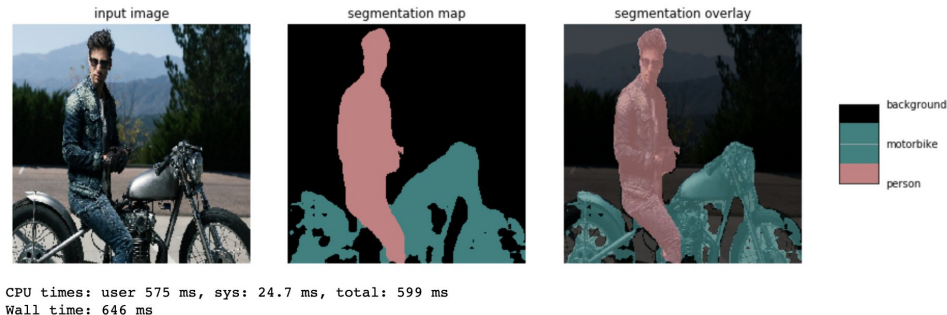 input image
segmentation map
segmentation overlay
background
motorbike
person
CPU times: user 575 ms, sys: 24.7 ms, total: 599 ms
Wall time: 646 ms